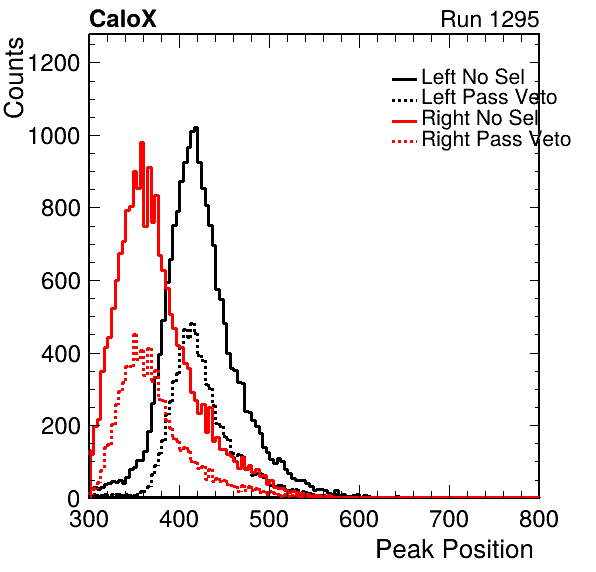 CaloX Run 1295
Counts
1200
1000
800
600
400
200
0
Left No Sel
Left Pass Veto
Right No Sel
Right Pass Veto
300 400 500 600 700 800
Peak Position